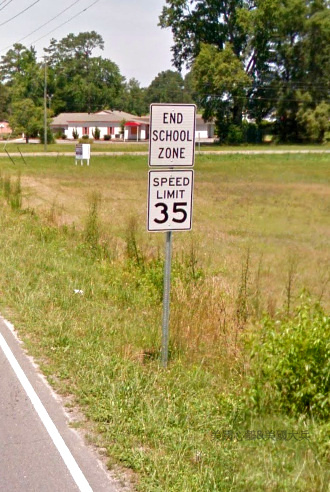 END
SCHOOL
ZONE
SPEED
LIMIT
35